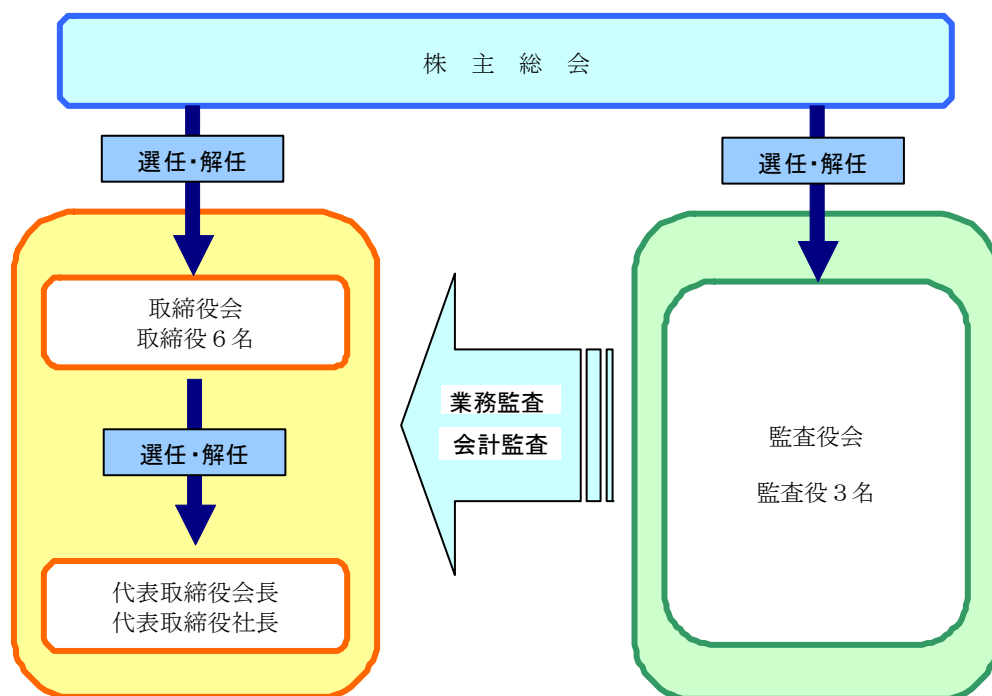 株　主　総　会
選任・解任
選任・解任
取締役会
取締役６名
業務監査
会計監査
選任・解任
監査役会
監査役３名
代表取締役会長
代表取締役社長